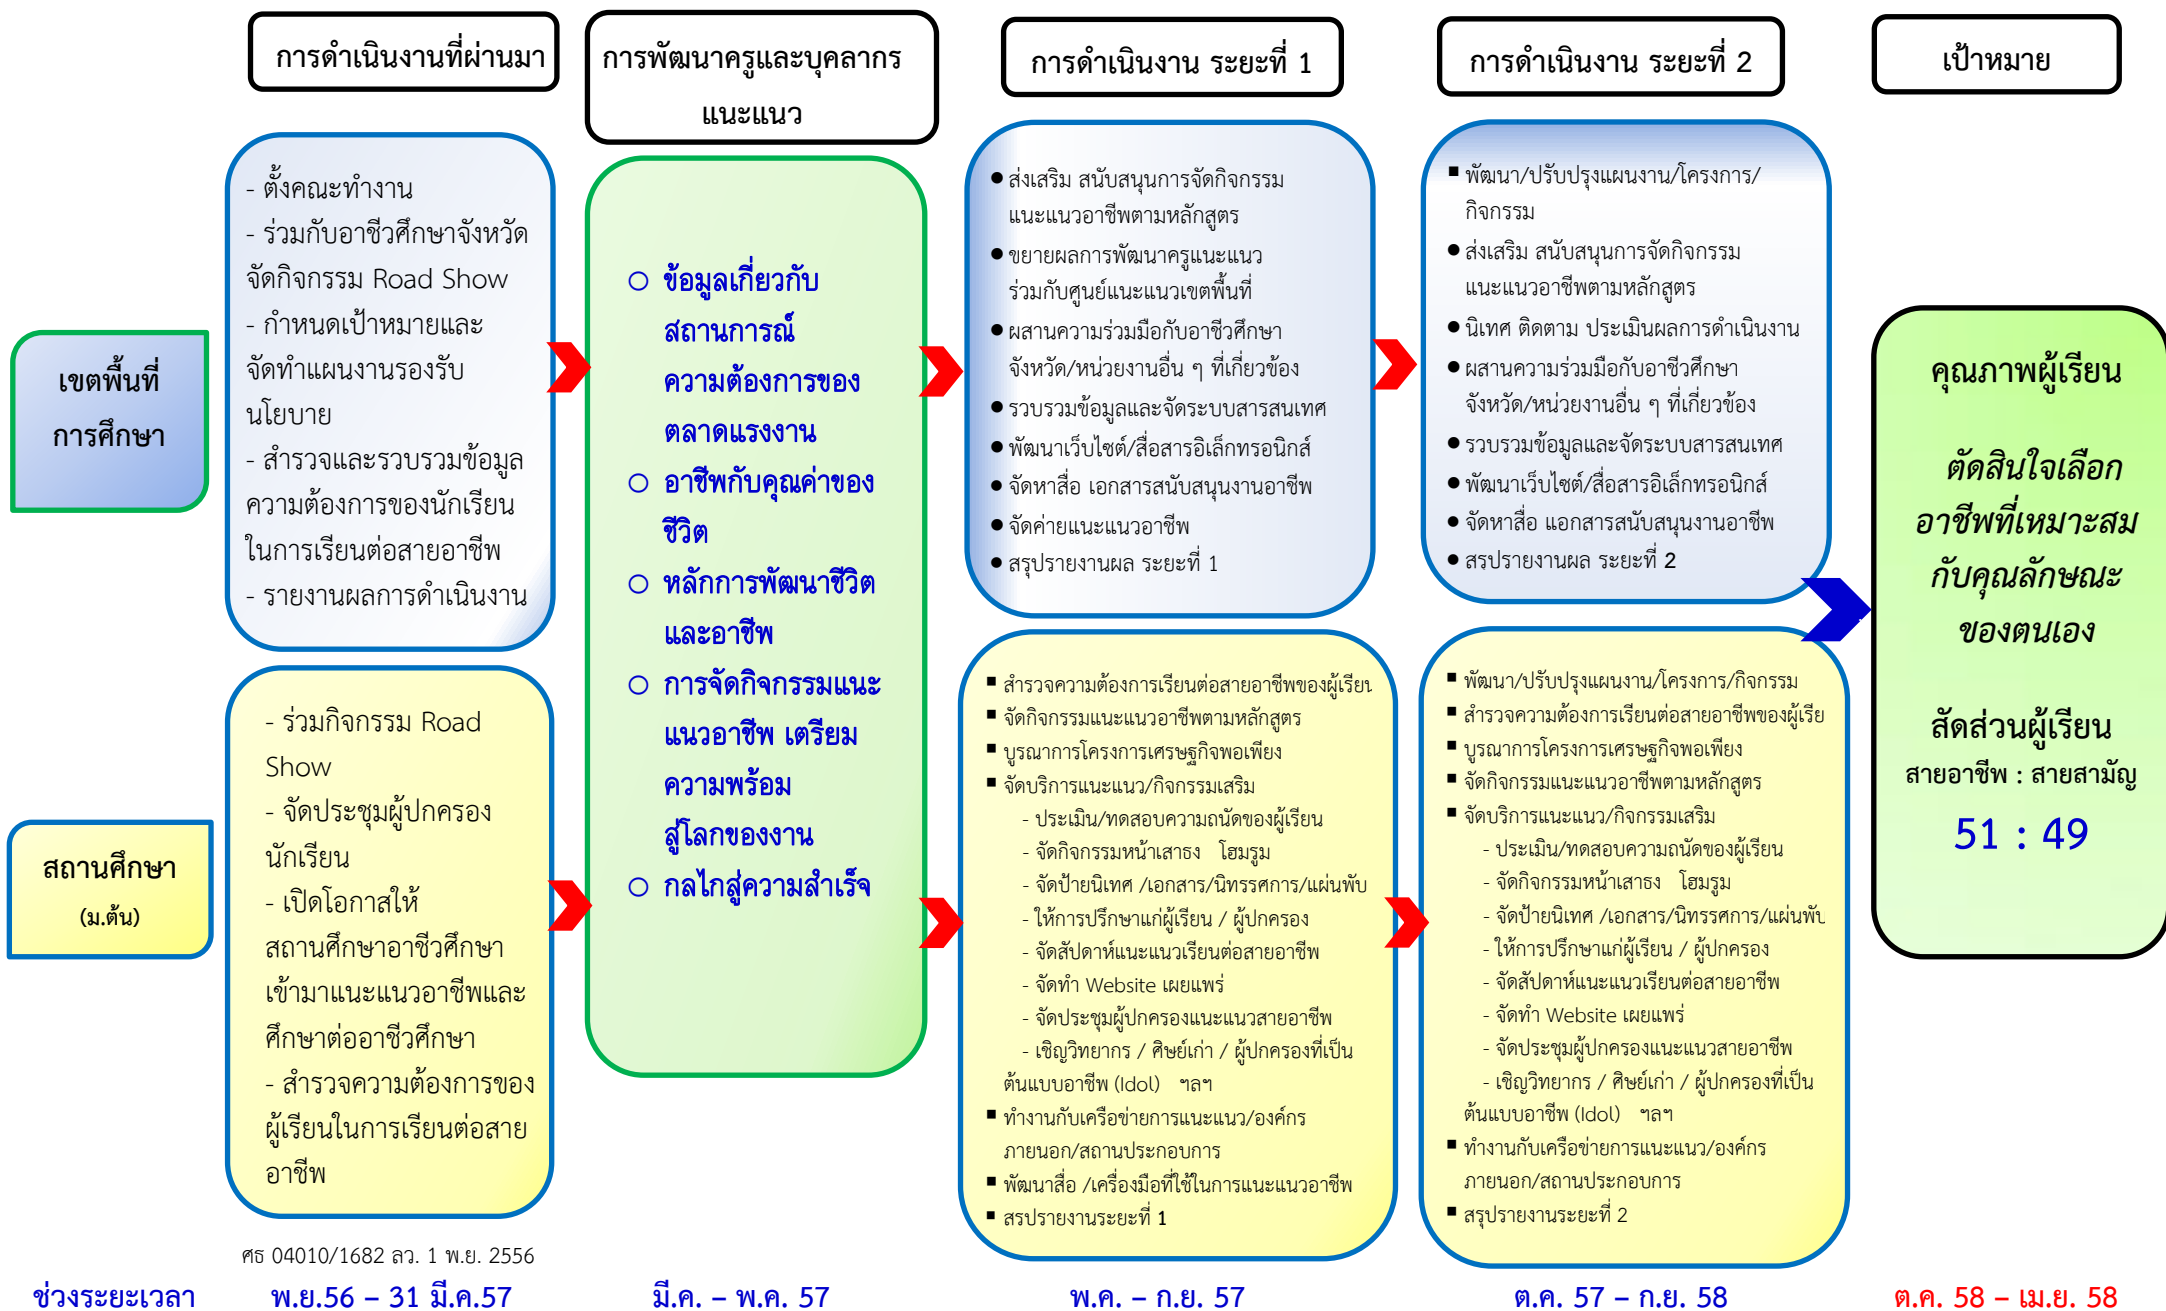 การดำเนินงานที่ผ่านมา
การพัฒนาครูและบุคลากร
แนะแนว
การดำเนินงาน ระยะที่ 1
การดำเนินงาน ระยะที่ 2
เป้าหมาย
เขตพื้นที่
การศึกษา
- ตั้งคณะทำงาน
- ร่วมกับอาชีวศึกษาจังหวัด
จัดกิจกรรม Road Show
- กำหนดเป้าหมายและ
จัดทำแผนงานรองรับ
นโยบาย
- สำรวจและรวบรวมข้อมูล
ความต้องการของนักเรียน
ในการเรียนต่อสายอาชีพ
- รายงานผลการดำเนินงาน
○ ข้อมูลเกี่ยวกับ
สถานการณ์
ความต้องการของ
ตลาดแรงงาน
○ อาชีพกับคุณค่าของ
ชีวิต
○ หลักการพัฒนาชีวิต
และอาชีพ
○ การจัดกิจกรรมแนะ
แนวอาชีพ เตรียม
ความพร้อม
สู่โลกของงาน
○ กลไกสู่ความสำเร็จ
● ส่งเสริม สนับสนุนการจัดกิจกรรม
แนะแนวอาชีพตามหลักสูตร
● ขยายผลการพัฒนาครูแนะแนว
ร่วมกับศูนย์แนะแนวเขตพื้นที่
● ผสานความร่วมมือกับอาชีวศึกษา
จังหวัด/หน่วยงานอื่น ๆ ที่เกี่ยวข้อง
● รวบรวมข้อมูลและจัดระบบสารสนเทศ
● พัฒนาเว็บไซต์/สื่อสารอิเล็กทรอนิกส์
● จัดหาสื่อ เอกสารสนับสนุนงานอาชีพ
● จัดค่ายแนะแนวอาชีพ
● สรุปรายงานผล ระยะที่ 1
■ พัฒนา/ปรับปรุงแผนงาน/โครงการ/
กิจกรรม
● ส่งเสริม สนับสนุนการจัดกิจกรรม
แนะแนวอาชีพตามหลักสูตร
● นิเทศ ติดตาม ประเมินผลการดำเนินงาน
● ผสานความร่วมมือกับอาชีวศึกษา
จังหวัด/หน่วยงานอื่น ๆ ที่เกี่ยวข้อง
● รวบรวมข้อมูลและจัดระบบสารสนเทศ
● พัฒนาเว็บไซต์/สื่อสารอิเล็กทรอนิกส์
● จัดหาสื่อ แอกสารสนับสนุนงานอาชีพ
● สรปรายงานผล ระยะที่ 2
คุณภาพผู้เรียน
ตัดสินใจเลือก
อาชีพที่เหมาะสม
กับคุณลักษณะ
ของตนเอง
สัดส่วนผู้เรียน
สายอาชีพ : สายสามัญ
51 : 49
สถานศึกษา
(ม.ต้น)
- ร่วมกิจกรรม Road
Show
- จัดประชุมผู้ปกครอง
นักเรียน
- เปิดโอกาสให้
สถานศึกษาอาชีวศึกษา
เข้ามาแนะแนวอาชีพและ
ศึกษาต่ออาชีวศึกษา
- สำรวจความต้องการของ
ผู้เรียนในการเรียนต่อสาย
อาชีพ
■ สำรวจความต้องการเรียนต่อสายอาชีพของผู้เรียน
■ จัดกิจกรรมแนะแนวอาชีพตามหลักสูตร
■ บูรณาการโครงการเศรษฐกิจพอเพียง
■ จัดบริการแนะแนว/กิจกรรมเสริม
- ประเมิน/ทดสอบความถนัดของผู้เรียน
- จัดกิจกรรมหน้าเสาธง โฮมรูม
- จัดป้ายนิเทศ /เอกสาร/นิทรรศการ/แผ่นพับ
- ให้การปรึกษาแก่ผู้เรียน / ผู้ปกครอง
- จัดสัปดาห์แนะแนวเรียนต่อสายอาชีพ
- จัดทำ Website เผยแพร่
- จัดประชุมผู้ปกครองแนะแนวสายอาชีพ
- เชิญวิทยากร / ศิษย์เก่า / ผู้ปกครองที่เป็น
ต้นแบบอาชีพ (Idol) ฯลฯ
■ ทำงานกับเครือข่ายการแนะแนว/องค์กร
ภายนอก/สถานประกอบการ
■ พัฒนาสื่อ /เครื่องมือที่ใช้ในการแนะแนวอาชีพ
■ สรปรายงานระยะที่ 1
■ พัฒนา/ปรับปรุงแผนงาน/โครงการ/กิจกรรม
■ สำรวจความต้องการเรียนต่อสายอาชีพของผู้เรีย
■ บูรณาการโครงการเศรษฐกิจพอเพียง
■ จัดกิจกรรมแนะแนวอาชีพตามหลักสูตร
■ จัดบริการแนะแนว/กิจกรรมเสริม
- ประเมิน/ทดสอบความถนัดของผู้เรียน
- จัดกิจกรรมหน้าเสาธง โฮมรูม
- จัดป้ายนิเทศ /เอกสาร/นิทรรศการ/แผ่นพับ
- ให้การปรึกษาแก่ผู้เรียน / ผู้ปกครอง
- จัดสัปดาห์แนะแนวเรียนต่อสายอาชีพ
- จัดทำ Website เผยแพร่
- จัดประชุมผู้ปกครองแนะแนวสายอาชีพ
- เชิญวิทยากร / ศิษย์เก่า / ผู้ปกครองที่เป็น
ต้นแบบอาชีพ (Idol) ฯลฯ
■ ทำงานกับเครือข่ายการแนะแนว/องค์กร
ภายนอก/สถานประกอบการ
■ สรุปรายงานระยะที่ 2
ศธ 04010/1682 ลว. 1 พ.ย. 2556
ช่วงระยะเวลา
พ.ย.56 – 31 มี.ค.57
มี.ค. – พ.ค. 57
พ.ค. – ก.ย. 57
ต.ค. 57 – ก.ย. 58
ต.ค. 58 – เม.ย. 58